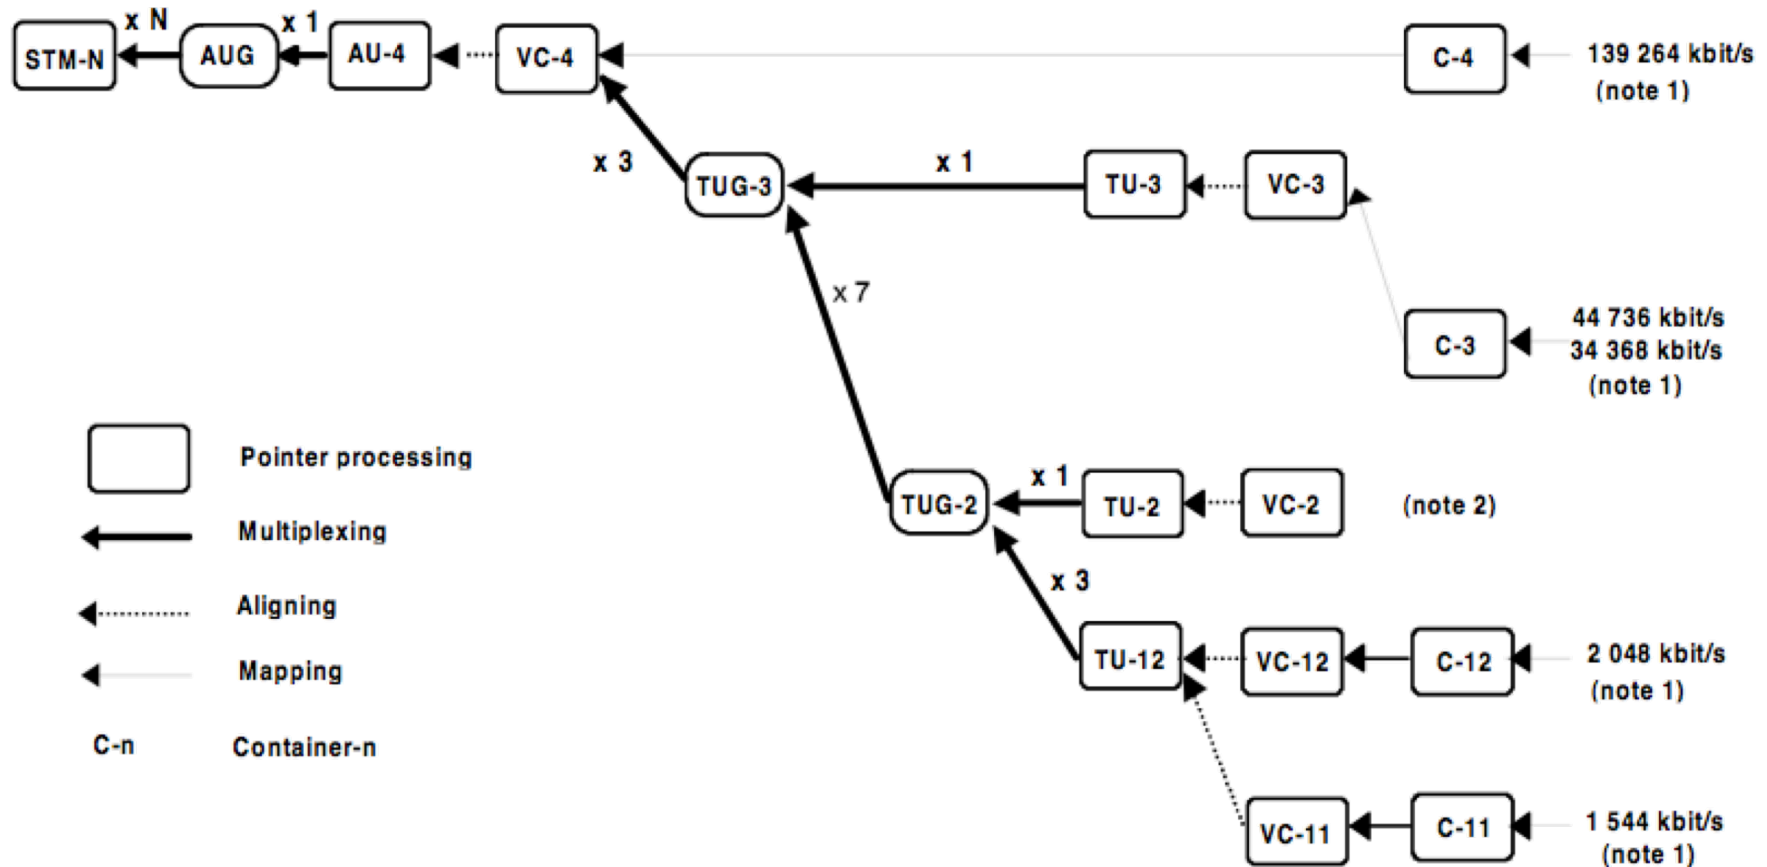 x N
x 1
STM-N
AUG
AU-4
VC-4
C-4
139 264 kbit/s
(note 1)
x 3
x 1
TUG-3
TU-3
VC-3
x 7
C-3
44 736 kbit/s
34 368 kbit/s
(note 1)
Pointer processing
x 1
TUG-2
TU-2
VC-2
(note 2)
Multiplexing
x 3
Aligning
TU-12
VC-12
C-12
2 048 kbit/s
(note 1)
Mapping
C-n Container-n
VC-11
C-11
1 544 kbit/s
(note 1)